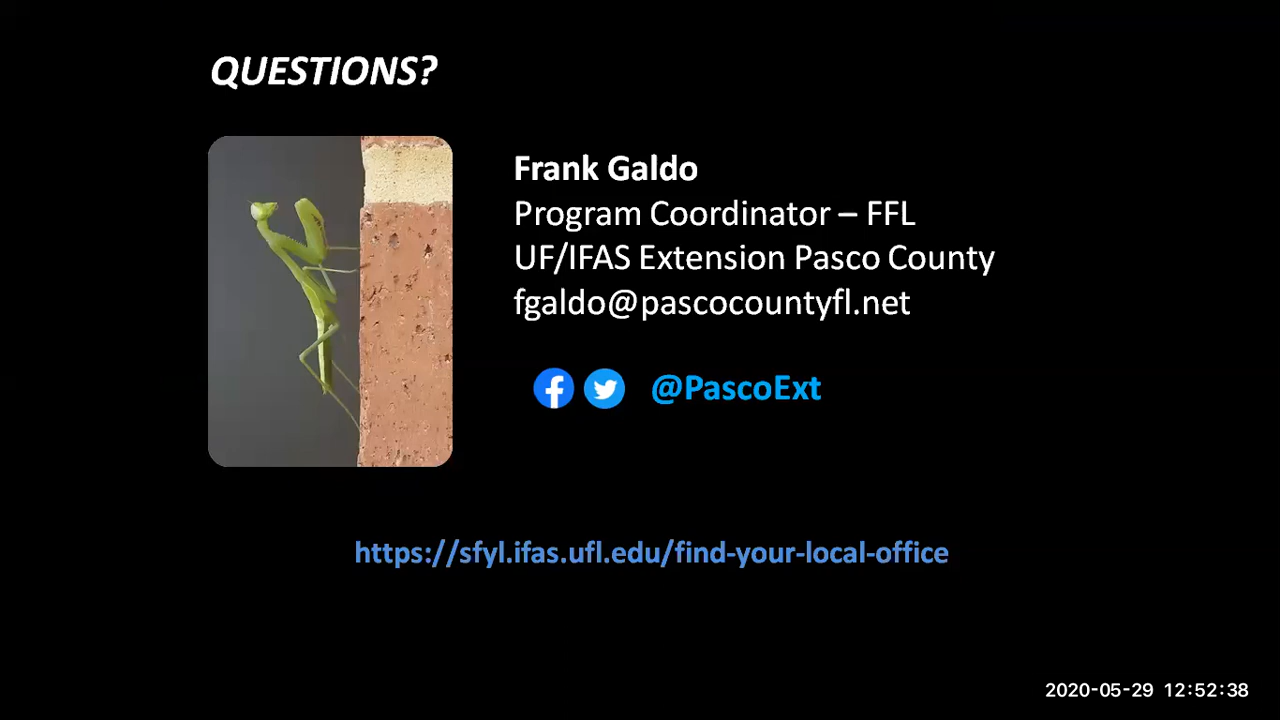 QUESTIONS?
Frank Galdo
Program Coordinator – FFL
UF/IFAS Extension Pasco County
fgaldo@pascocountyfl.net
@PascoExt
https://sfyl.ifas.ufl.edu/find-your-local-office
2020-05-29 12:52:38